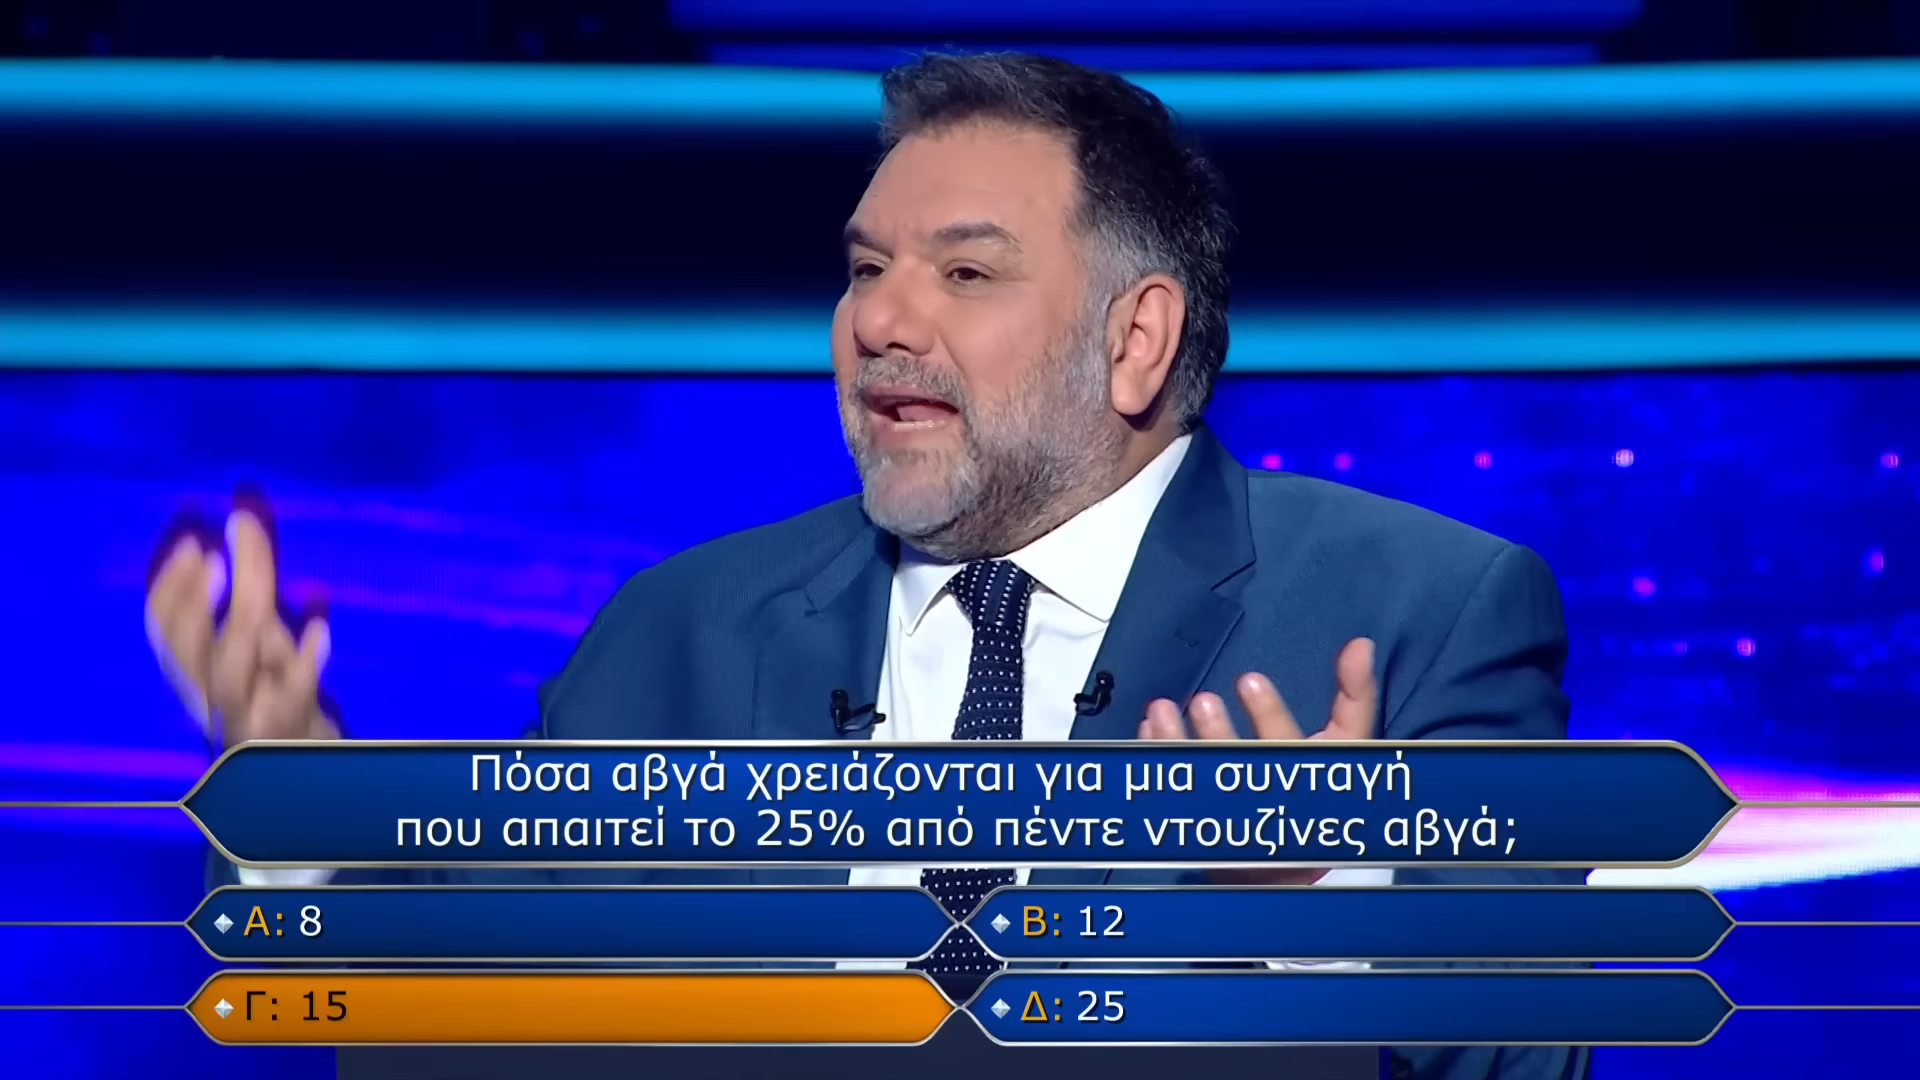 Πόσα αβγά χρειάζονται για μια συνταγή
που απαιτεί το 25% από πέντε ντουζίνες αβγά;
Α: 8
Β: 12
Γ: 15
Δ: 25